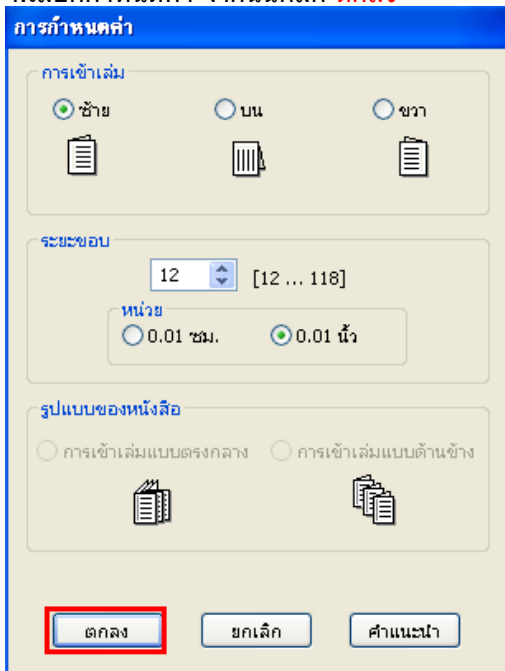 การกำหนดค่า
การเข้าเล่ม
ซ้าย บน ขวา
ระยะขอบ
12 [12 ... 118]
หน่วย
0.01 ซม. 0.01 นิ้ว
รูปแบบของหนังสือ
การเข้าเล่มแบบตรงกลาง การเข้าเล่มแบบด้านข้าง
ตกลง ยกเลิก คำแนะนำ